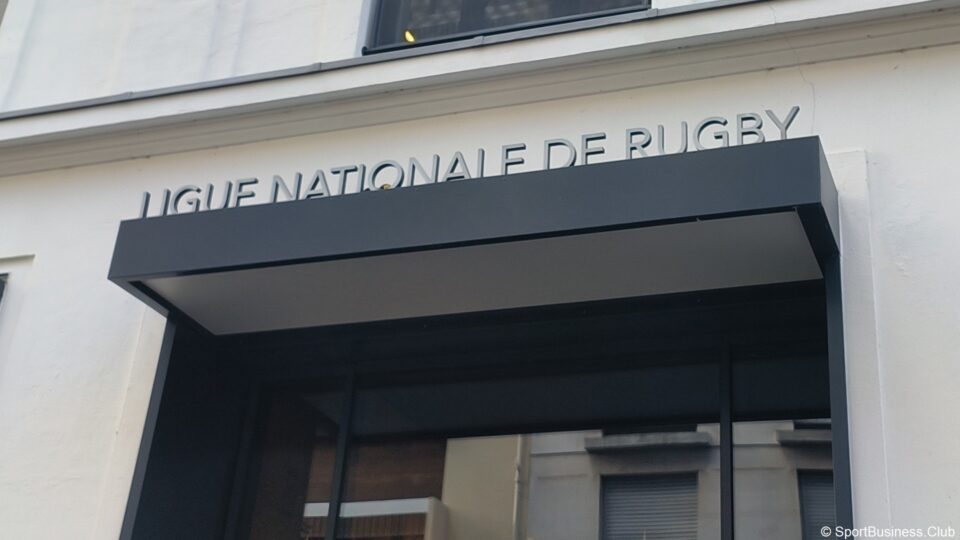 LIGUE NATIONALE DE RUGBY
© SportBusiness.Club